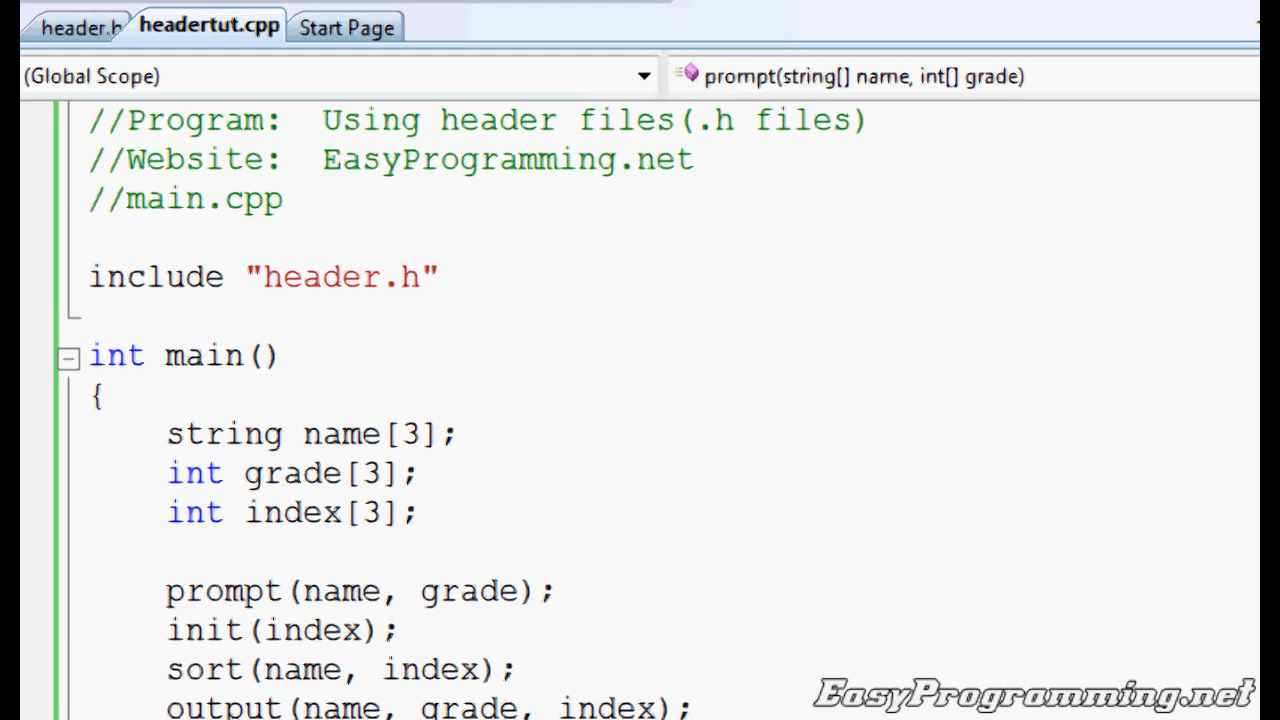 header.h headertut.cpp Start Page
(Global Scope) prompt(string[] name, int[] grade)
//Program:  Using header files(.h files)
//Website:  EasyProgramming.net
//main.cpp
include "header.h"
int main()
{
string name[3];
int grade[3];
int index[3];
prompt(name, grade);
init(index);
sort(name, index);
output(name, grade, index);
EasyProgramming.net